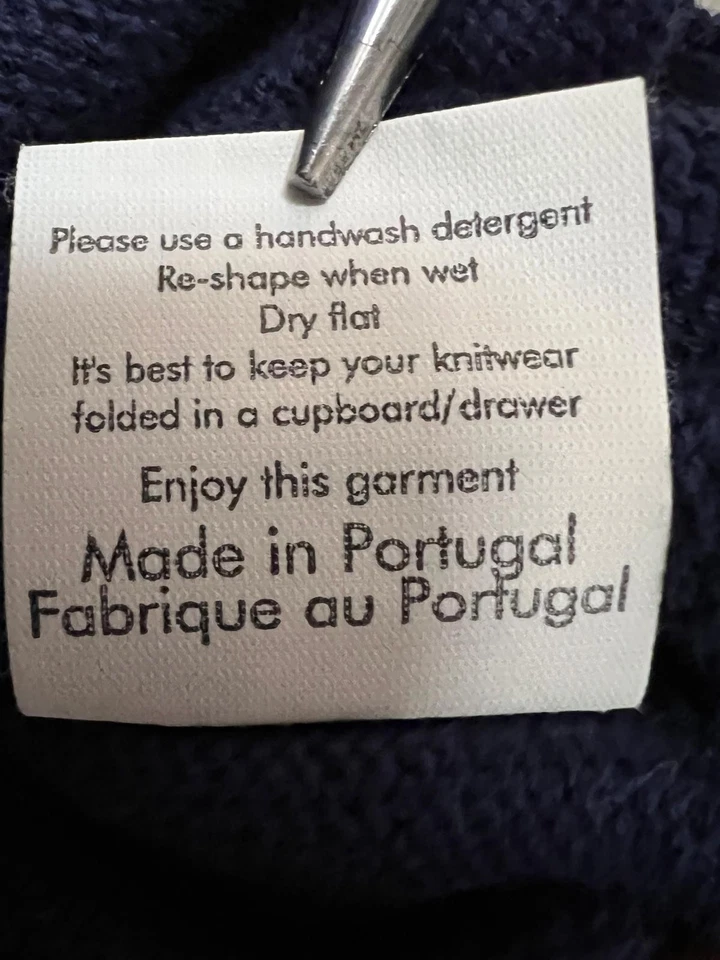 Please use a handwash detergent
Re-shape when wet
Dry flat
It's best to keep your knitwear
folded in a cupboard/drawer
Enjoy this garment
Made in Portugal
Fabrique au Portugal